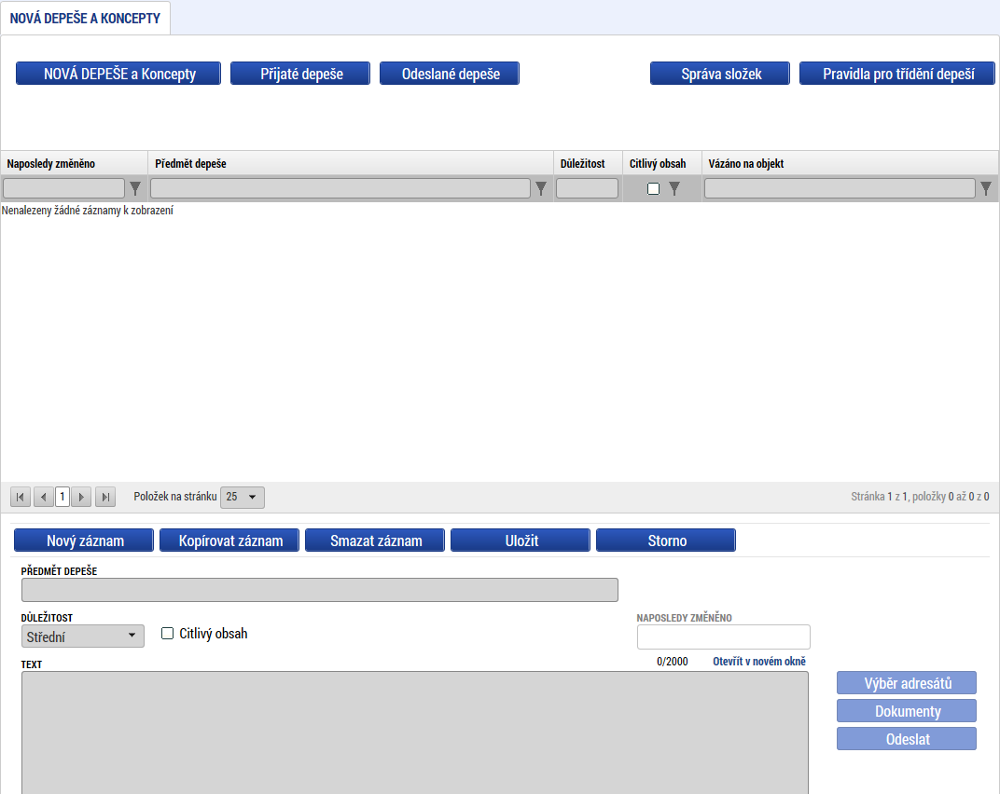 NOVÁ DEPEŠE A KONCEPTY
NOVÁ DEPEŠE a Koncepty Přijaté depeše Odeslané depeše Správa složek Pravidla pro třídění depeší
Naposledy změněno Předmět depeše Důležitost Citlivý obsah Vázáno na objekt
Nenalezeny žádné záznamy k zobrazení
1 Položek na stránku 25 Stránka 1 z 1, položky 0 až 0 z 0
Nový záznam Kopírovat záznam Smazat záznam Uložit Storno
PŘEDMĚT DEPEŠE
DŮLEŽITOST NAPOSLEDY ZMĚNĚNO
Střední Citlivý obsah
0/2000 Otevřít v novém okně
TEXT
Výběr adresátů
Dokumenty
Odeslat